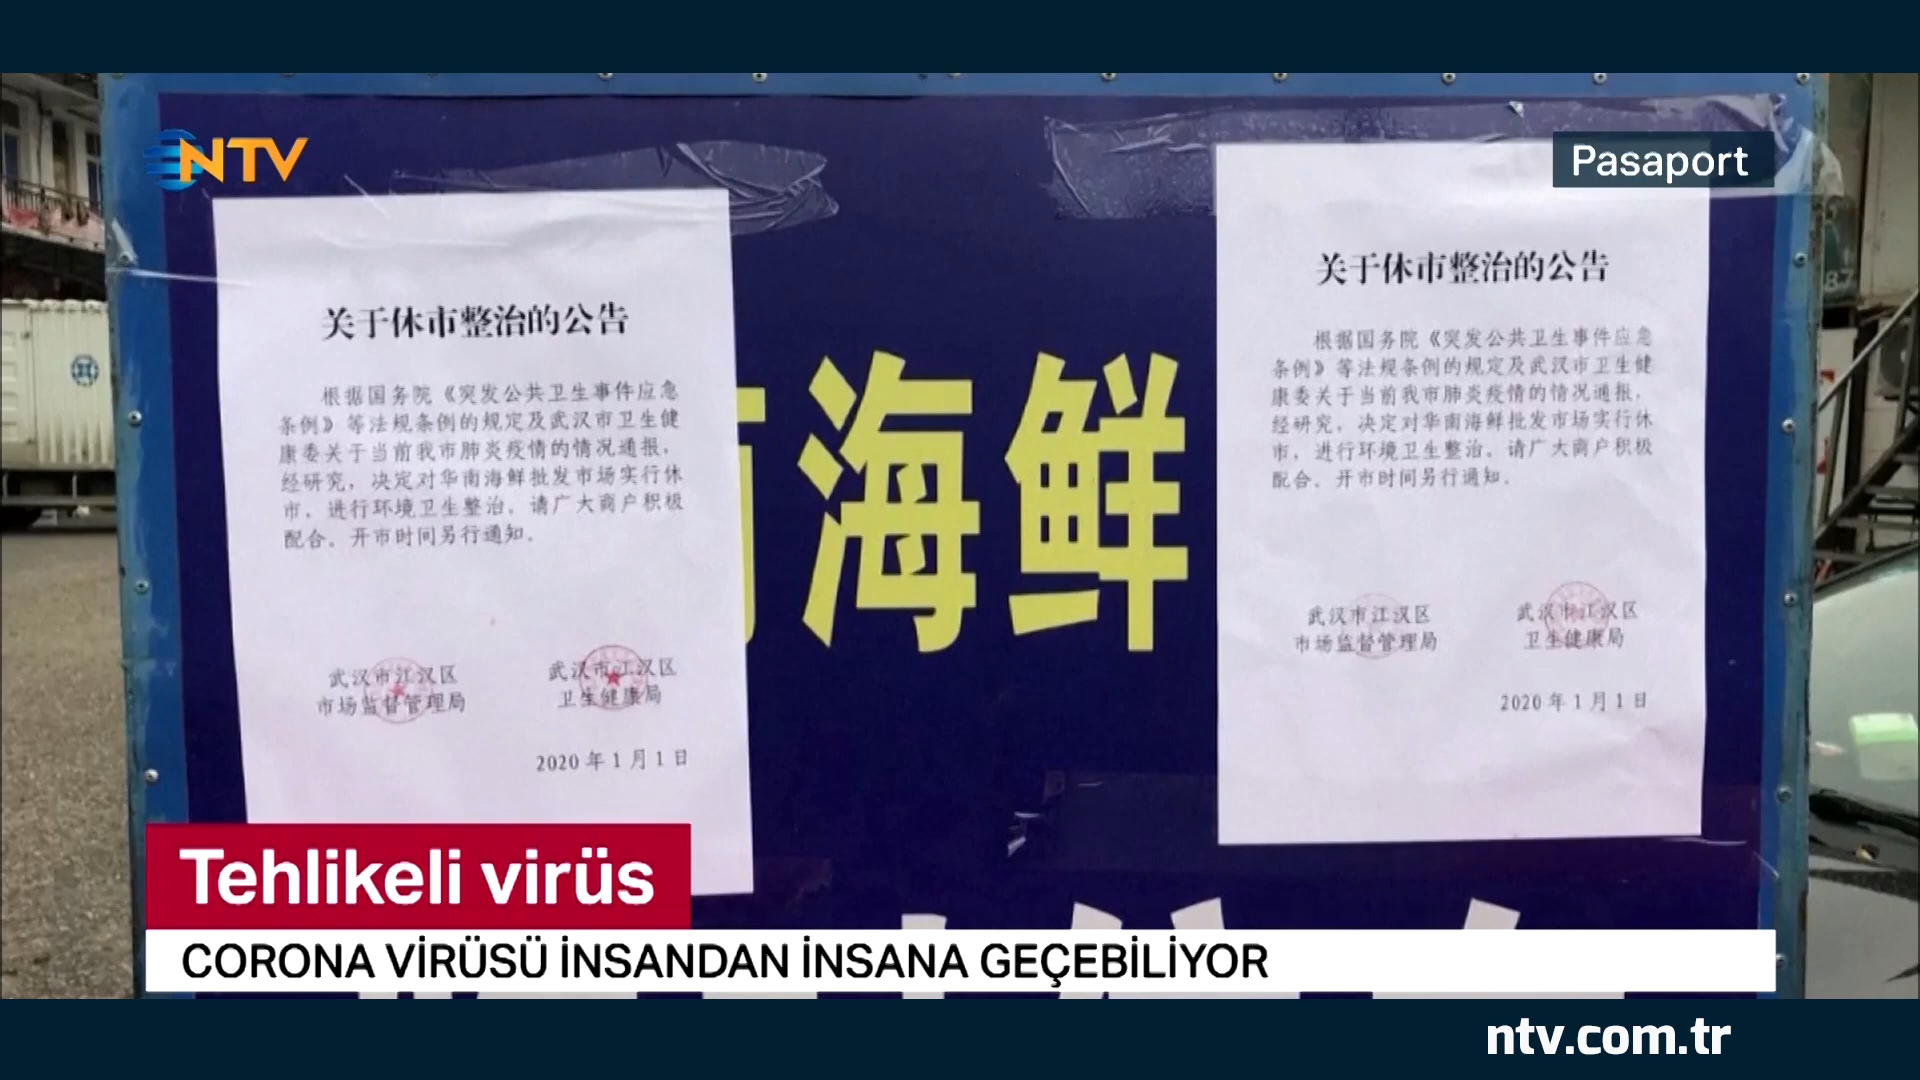 NTV
Pasaport
关于休市整治的公告
根据国务院《突发公共卫生事件应急
条例》等法规条例的规定及武汉市卫生健
康委关于当前我市肺炎疫情的情况通报，
经研究，决定对华南海鲜批发市场实行休
市，进行环境卫生整治。请广大商户积极
配合。开市时间另行通知。
武汉市江汉区
市场监督管理局
武汉市江汉区
卫生健康局
2020年1月1日
海鲜
关于休市整治的公告
根据国务院《突发公共卫生事件应急
条例》等法规条例的规定及武汉市卫生健
康委关于当前我市肺炎疫情的情况通报，
经研究，决定对华南海鲜批发市场实行休
市，进行环境卫生整治。请广大商户积极
配合。开市时间另行通知。
武汉市江汉区
市场监督管理局
武汉市江汉区
卫生健康局
2020年1月1日
87
Tehlikeli virüs
CORONA VİRÜSÜ İNSANDAN İNSANA GEÇEBİLİYOR
ntv.com.tr